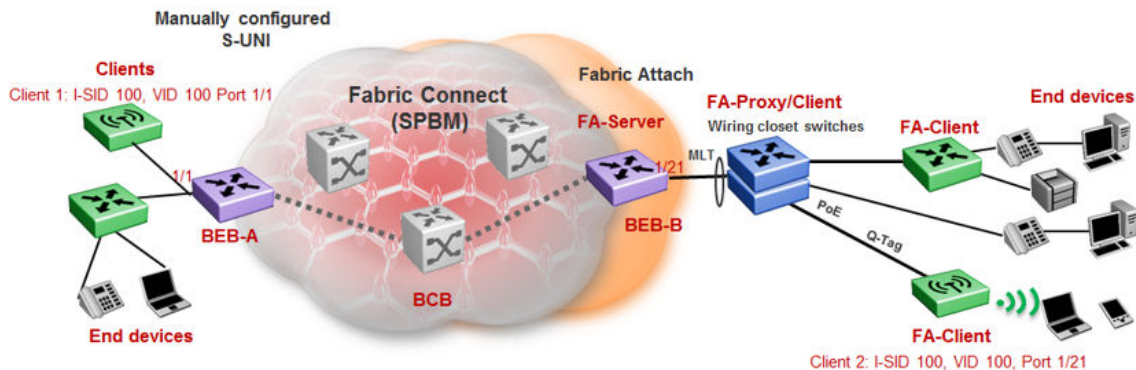 Manually configured
S-UNI
Clients
Client 1: I-SID 100, VID 100 Port 1/1
1/1
BEB-A
End devices
Fabric Connect
(SPBM)
BCB
Fabric Attach
FA-Server
1/21
BEB-B
MLT
FA-Proxy/Client
Wiring closet switches
PoE
Q-Tag
FA-Client
End devices
FA-Client
Client 2: I-SID 100, VID 100, Port 1/21